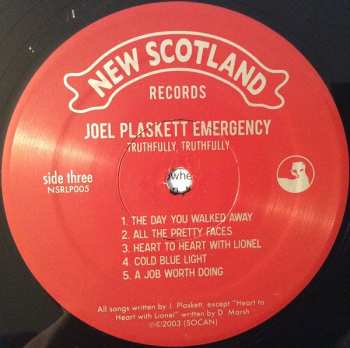 NEW SCOTLAND
RECORDS
JOEL PLASKETT EMERGENCY
TRUTHFULLY, TRUTHFULLY
side three
NSRLP005
1. THE DAY YOU WALKED AWAY
2. ALL THE PRETTY FACES
3. HEART TO HEART WITH LIONEL
4. COLD BLUE LIGHT
5. A JOB WORTH DOING
All songs written by J. Plaskett, except "Heart to
Heart with Lionel" written by D. Marsh
℗©2003 (SOCAN)